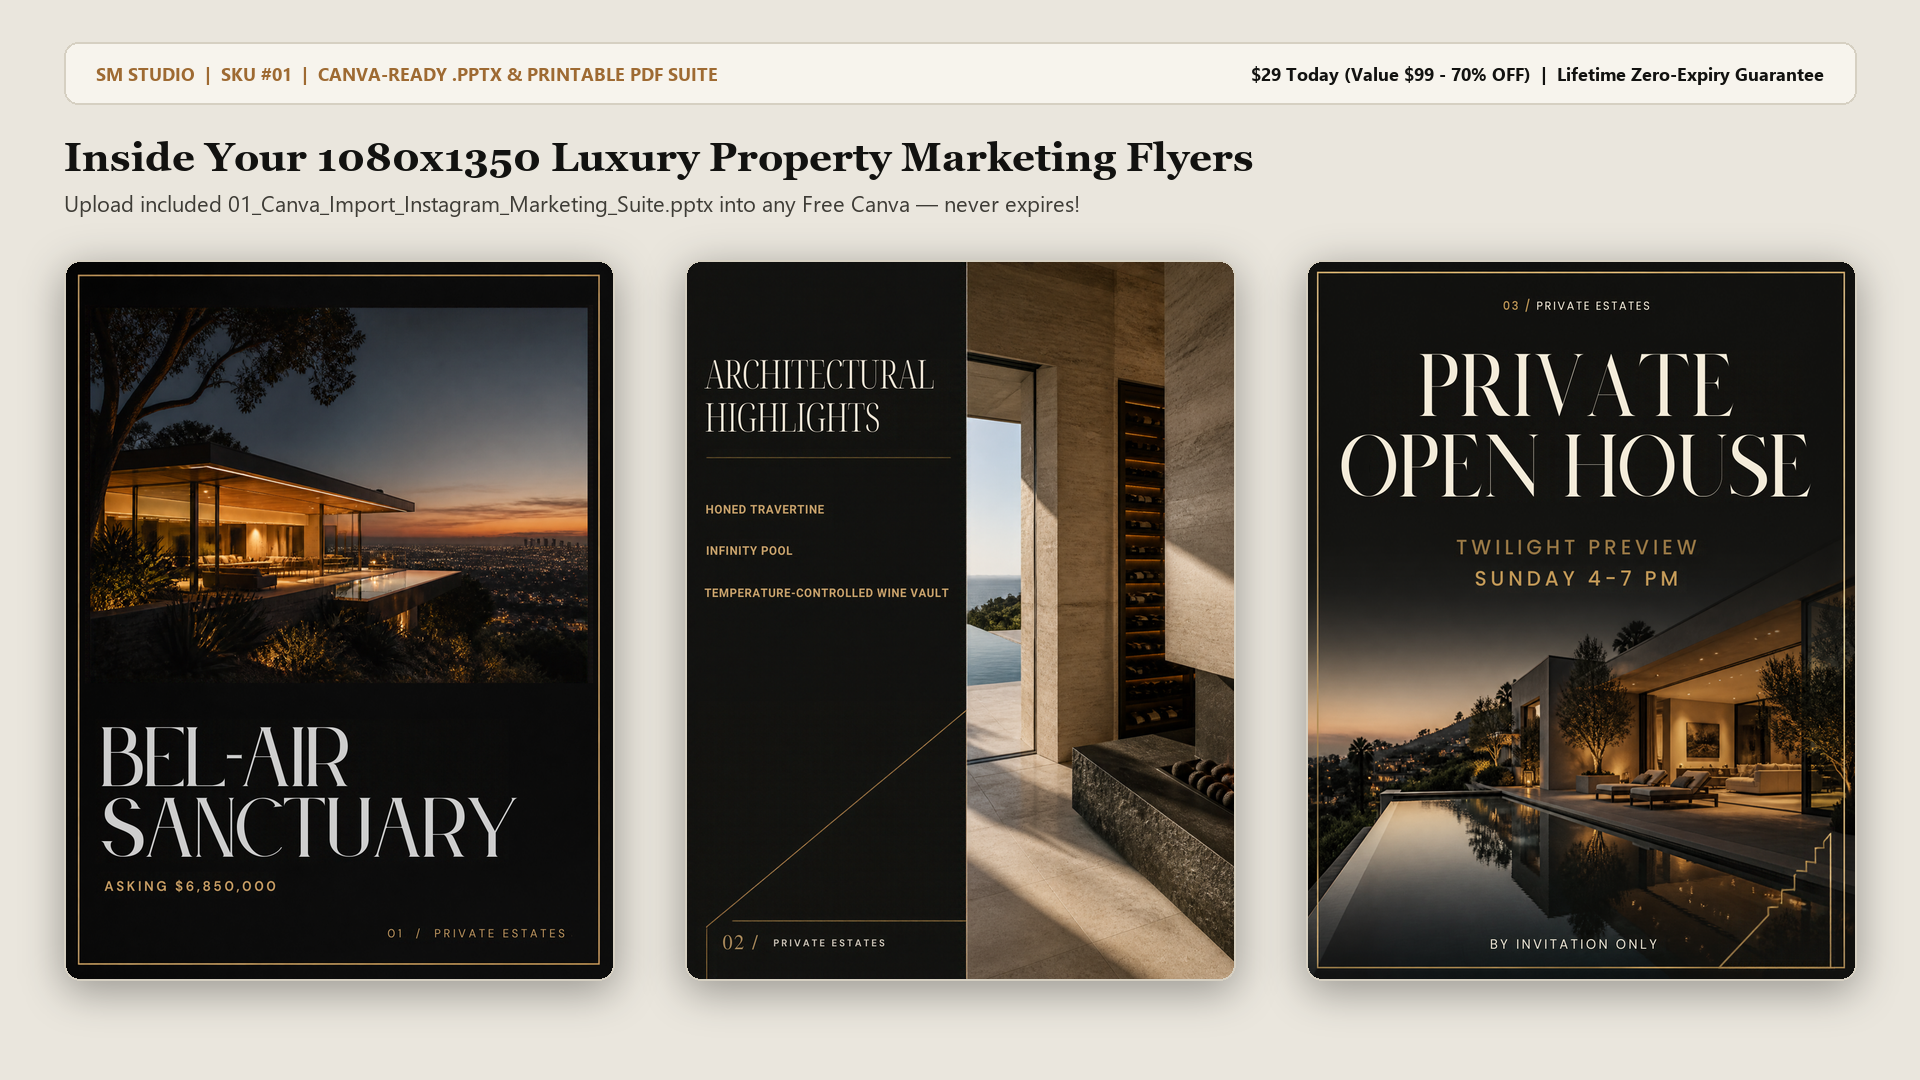 SM STUDIO | SKU #01 | CANVA-READY .PPTX & PRINTABLE PDF SUITE
$29 Today (Value $99 - 70% OFF) | Lifetime Zero-Expiry Guarantee
Inside Your 1080x1350 Luxury Property Marketing Flyers
Upload included 01_Canva_Import_Instagram_Marketing_Suite.pptx into any Free Canva — never expires!
BEL-AIR
SANCTUARY
ASKING $6,850,000
01 / PRIVATE ESTATES
ARCHITECTURAL
HIGHLIGHTS
HONED TRAVERTINE
INFINITY POOL
TEMPERATURE-CONTROLLED WINE VAULT
02 / PRIVATE ESTATES
03 / PRIVATE ESTATES
PRIVATE
OPEN HOUSE
TWILIGHT PREVIEW
SUNDAY 4-7 PM
BY INVITATION ONLY